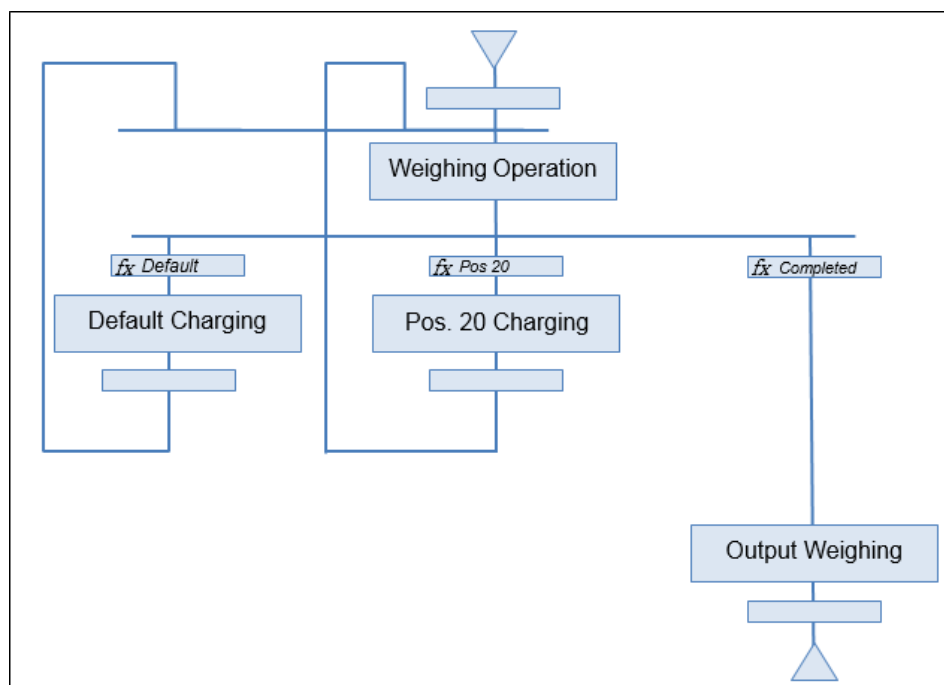 Weighing Operation
fx Default
fx Pos 20
fx Completed
Default Charging
Pos. 20 Charging
Output Weighing